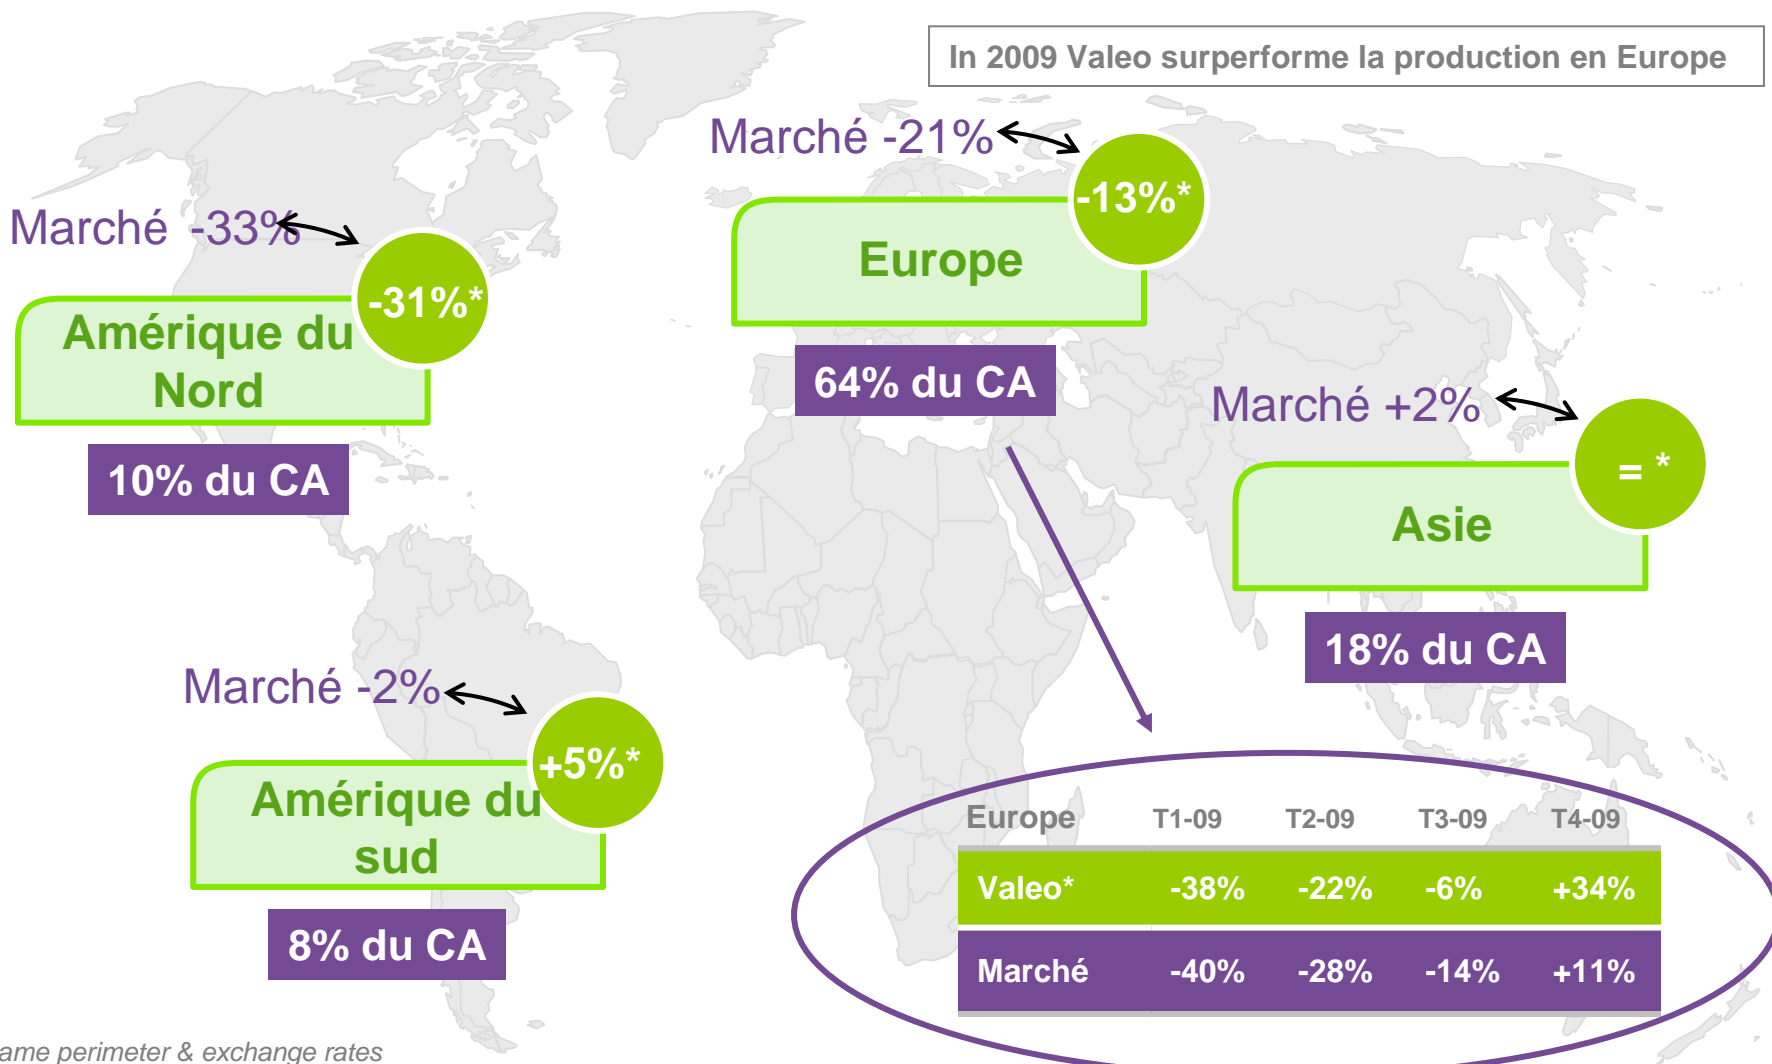 In 2009 Valeo surperforme la production en Europe
Marché -21%
-13%*
Europe
64% du CA
Marché -33%
-31%*
Amérique du
Nord
10% du CA
Marché +2%
= *
Asie
18% du CA
Marché -2%
+5%*
Amérique du
sud
8% du CA
Europe T1-09 T2-09 T3-09 T4-09
Valeo* -38% -22% -6% +34%
Marché -40% -28% -14% +11%
perimeter & exchange rates